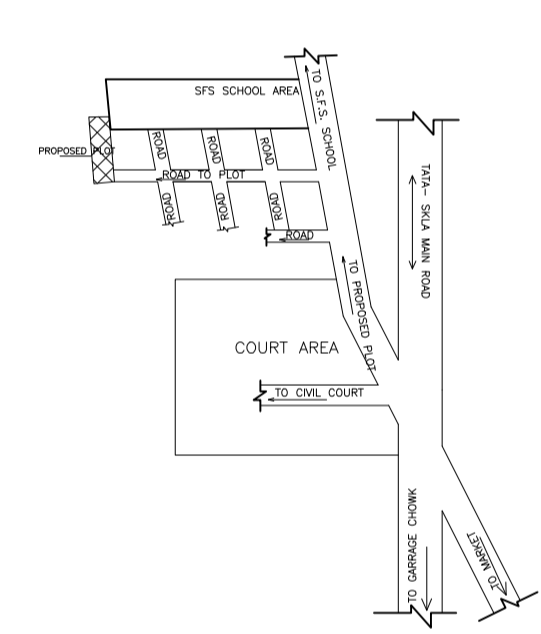 TO S.F.S. SCHOOL
SFS SCHOOL AREA
ROAD
ROAD
ROAD
PROPOSED PLOT
ROAD TO PLOT
TATA- SKLA MAIN ROAD
ROAD
ROAD
ROAD
ROAD
TO PROPOSED PLOT
COURT AREA
TO CIVIL COURT
TO GARRAGE CHOWK
TO MARKET